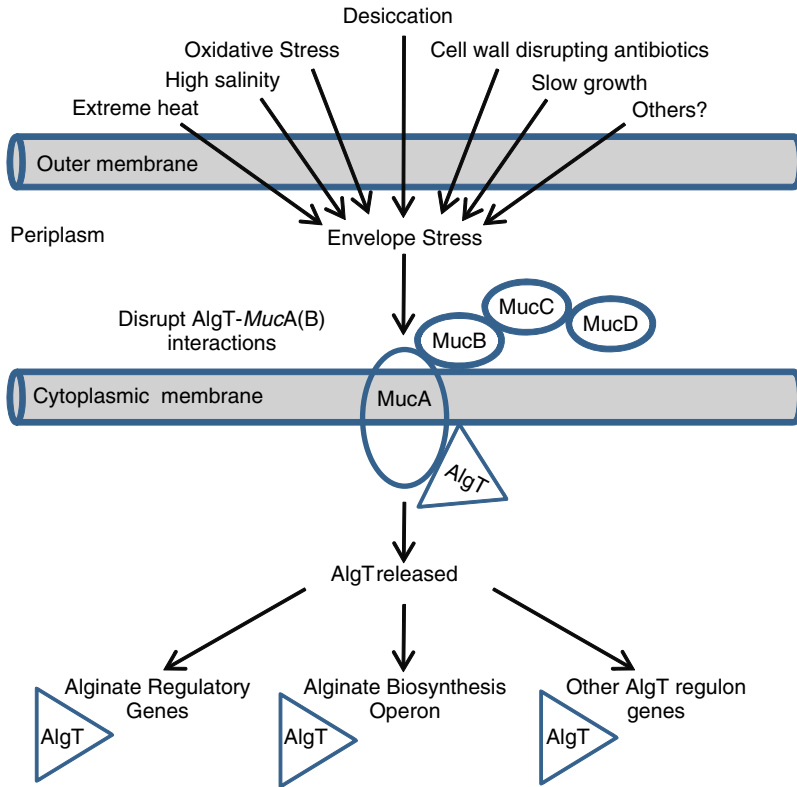 Desiccation
Oxidative Stress
Cell wall disrupting antibiotics
High salinity
Slow growth
Extreme heat
Others?
Outer membrane
Periplasm
Envelope Stress
Disrupt AlgT-MucA(B)
interactions
MucB
MucC
MucD
Cytoplasmic membrane
MucA
AlgT
AlgTreleased
Alginate Regulatory
Genes
AlgT
Alginate Biosynthesis
Operon
AlgT
Other AlgT regulon
genes
AlgT